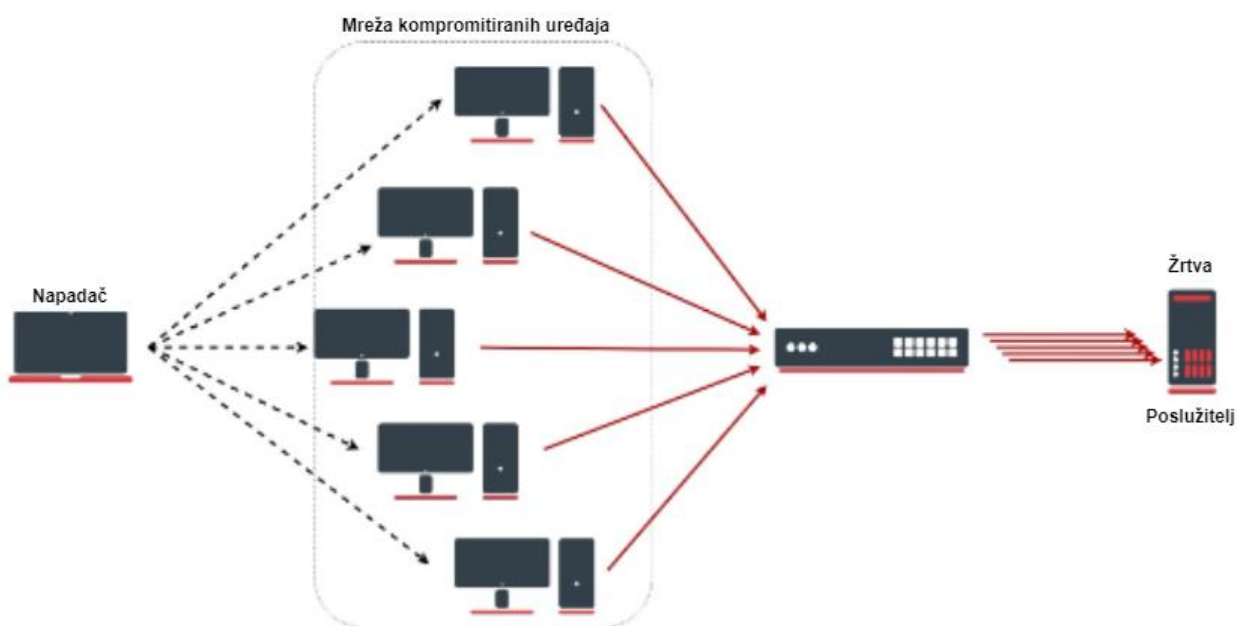 Mreža kompromitiranih uređaja
Napadač
Žrtva
Poslužitelj